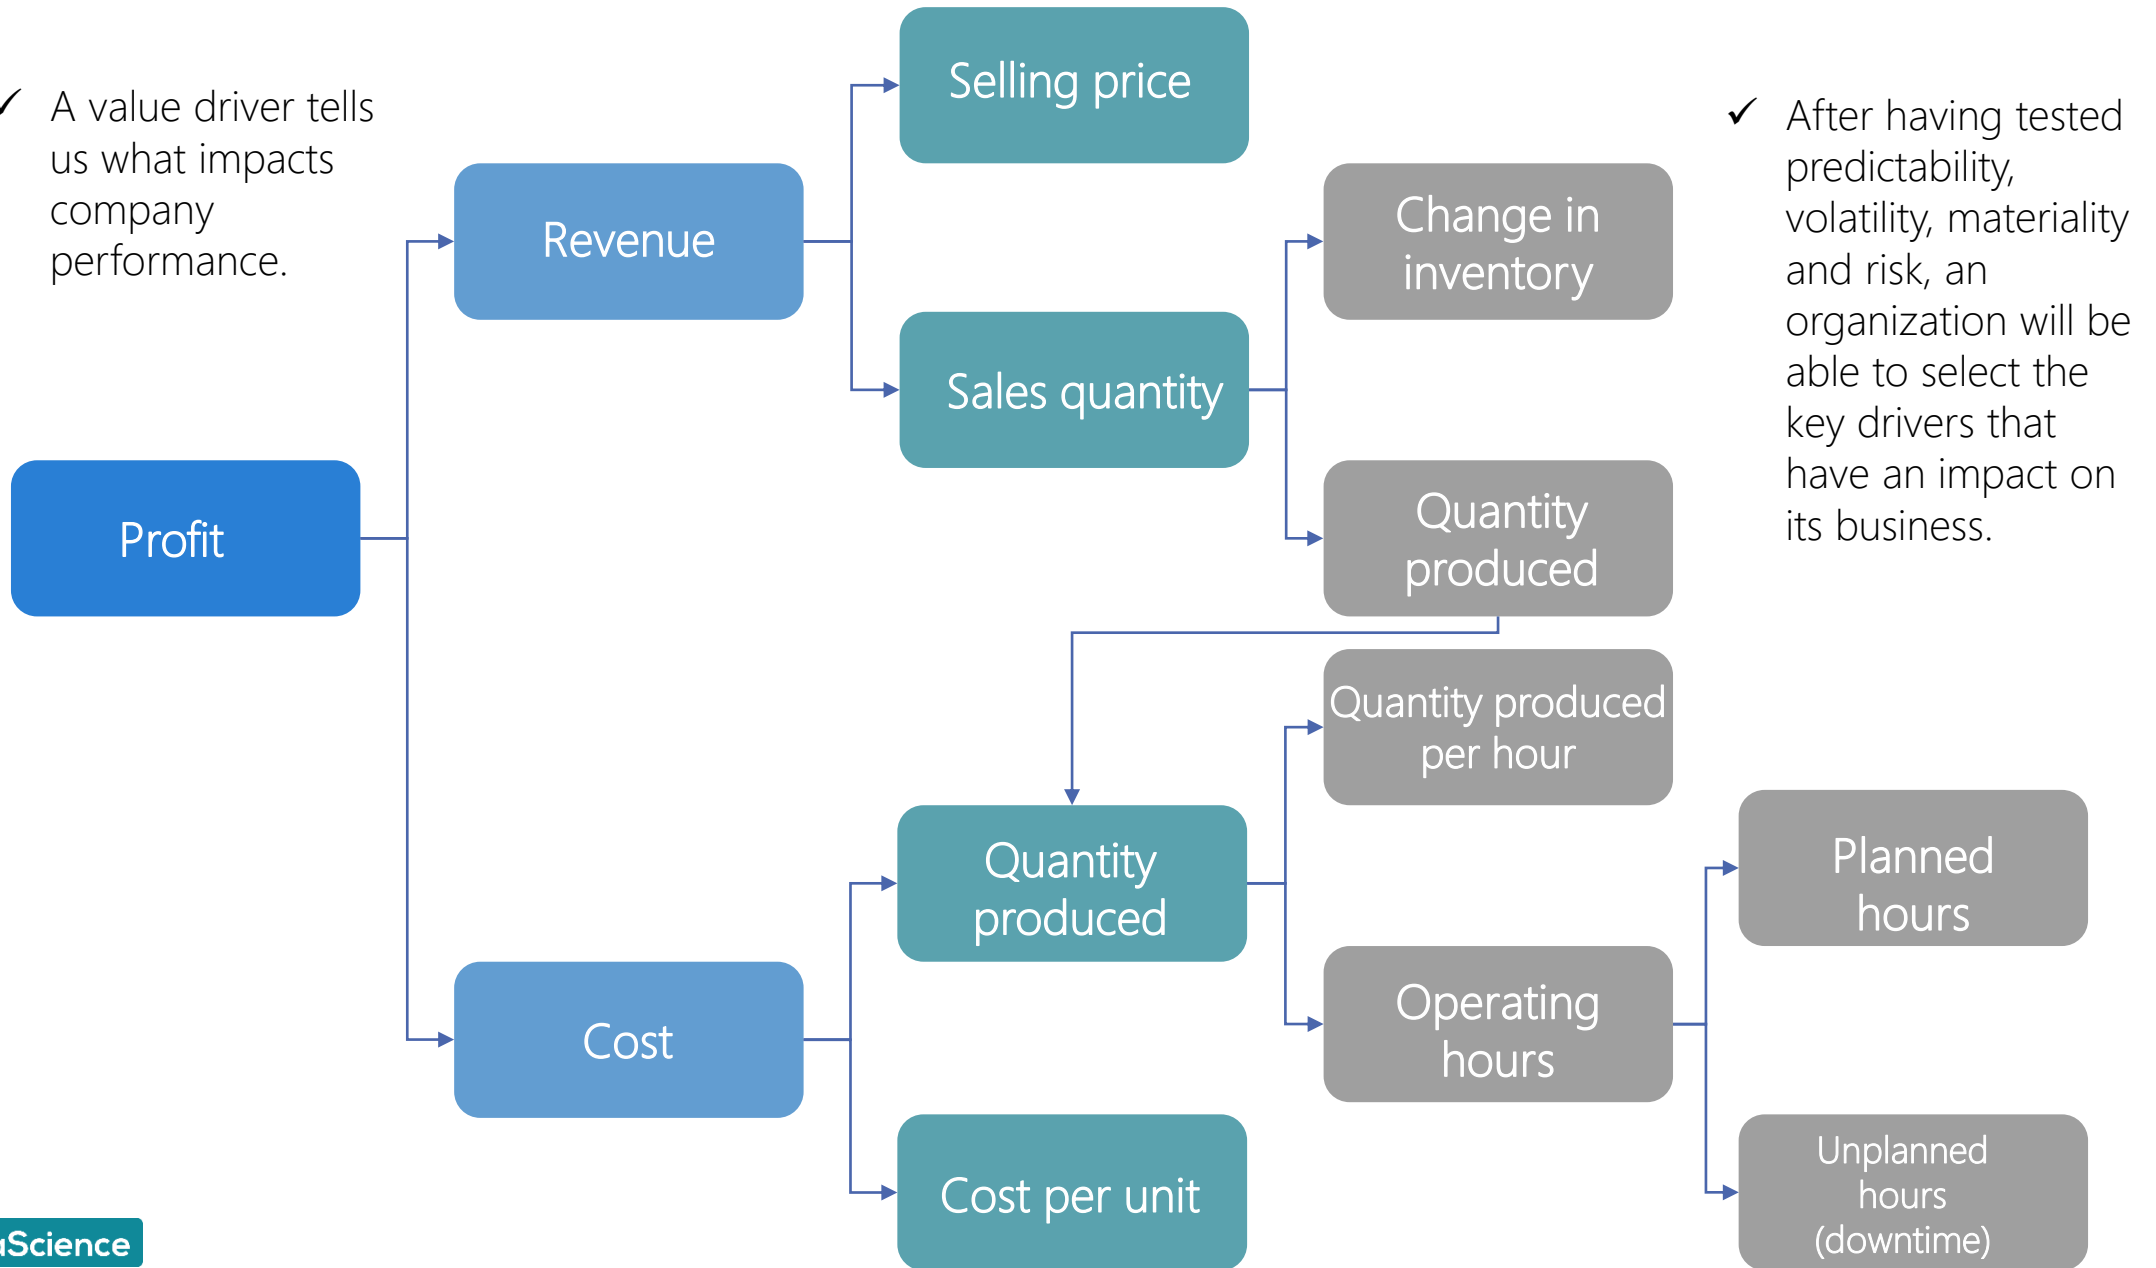 ✓ A value driver tells
us what impacts
company
performance.
Selling price
Revenue
Change in
inventory
Sales quantity
Profit
Quantity
produced
✓ After having tested
predictability,
volatility, materiality
and risk, an
organization will be
able to select the
key drivers that
have an impact on
its business.
Quantity produced
per hour
Quantity
produced
Planned
hours
Cost
Operating
hours
Cost per unit
Unplanned
hours
(downtime)
aScience